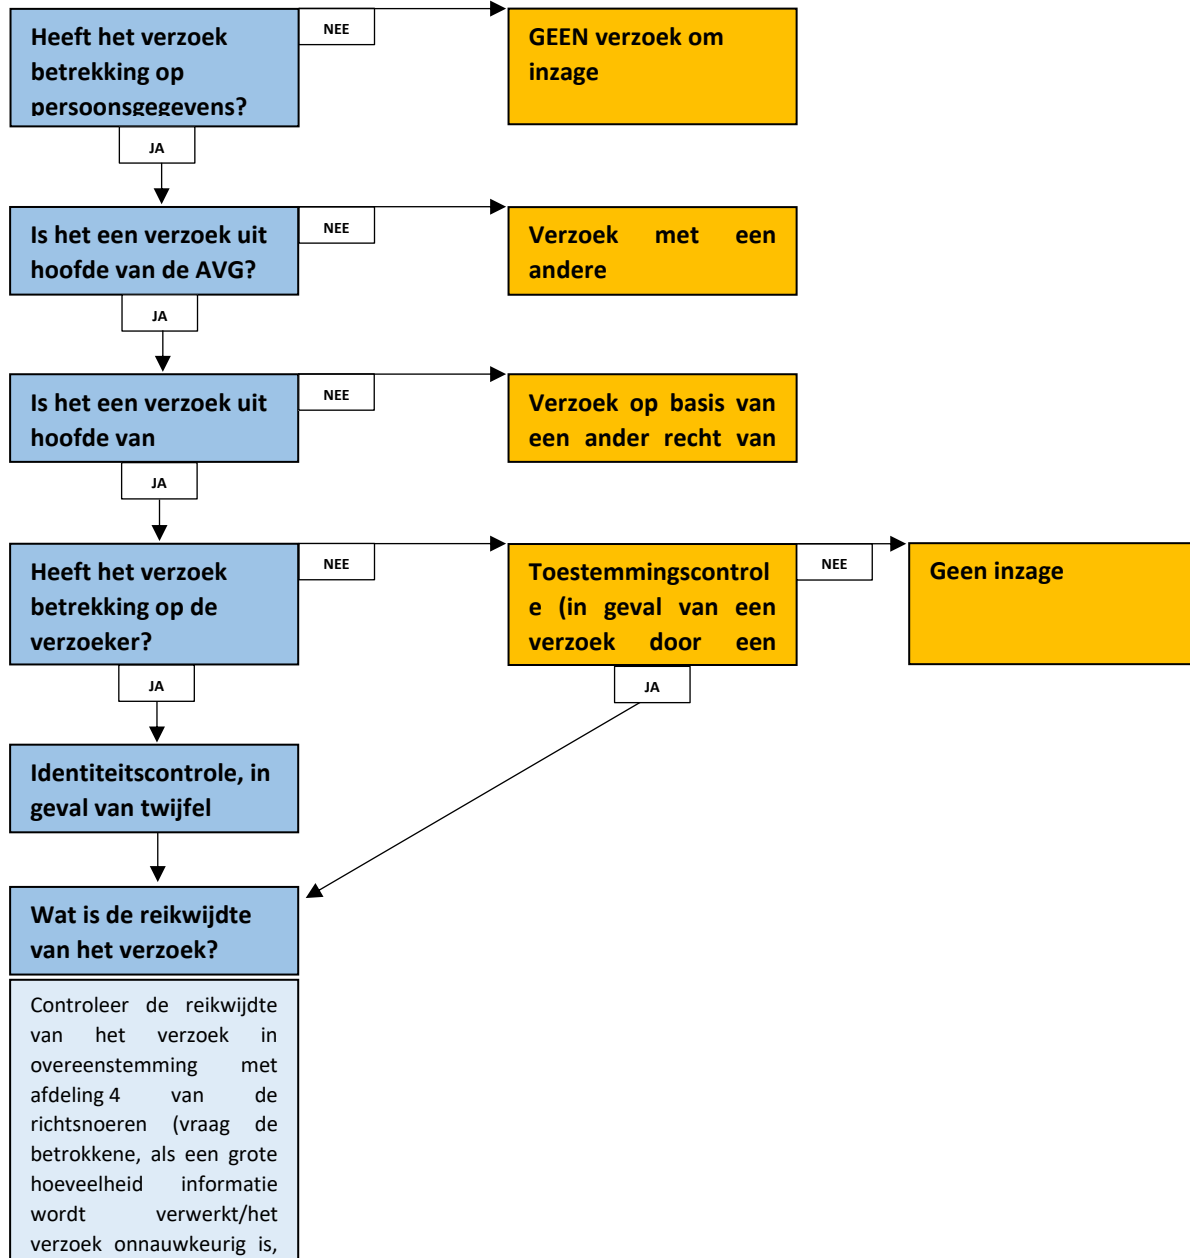 Heeft het verzoek
betrekking op
persoonsgegevens?
NEE
GEEN verzoek om
inzage
JA
Is het een verzoek uit
hoofde van de AVG?
NEE
Verzoek met een
andere
JA
Is het een verzoek uit
hoofde van
NEE
Verzoek op basis van
een ander recht van
JA
Heeft het verzoek
betrekking op de
verzoeker?
NEE
Toestemmingscontrol
e (in geval van een
verzoek door een
NEE
Geen inzage
JA
JA
Identiteitscontrole, in
geval van twijfel
Wat is de reikwijdte
van het verzoek?
Controleer de reikwijdte
van het verzoek in
overeenstemming met
afdeling 4 van de
richtsnoeren (vraag de
betrokkene, als een grote
hoeveelheid informatie
wordt verwerkt/het
verzoek onnauwkeurig is,